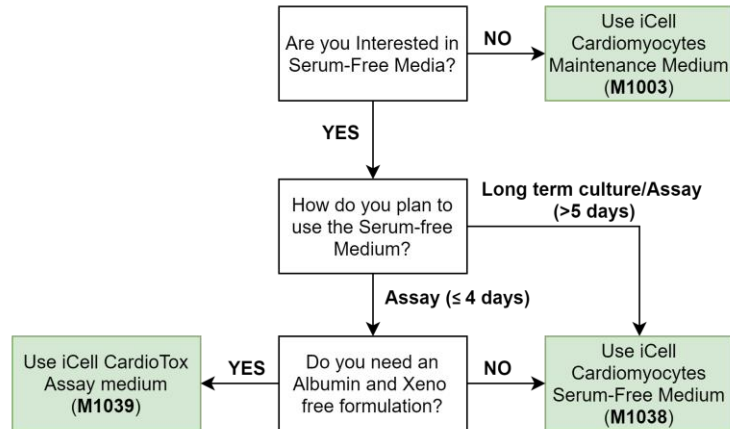 Are you Interested in
Serum-Free Media?
NO
Use iCell
Cardiomyocytes
Maintenance Medium
(M1003)
YES
How do you plan to
use the Serum-free
Medium?
Long term culture/Assay
(>5 days)
Assay (≤ 4 days)
Use iCell CardioTox
Assay medium
(M1039)
YES
Do you need an
Albumin and Xeno
free formulation?
NO
Use iCell
Cardiomyocytes
Serum-Free Medium
(M1038)